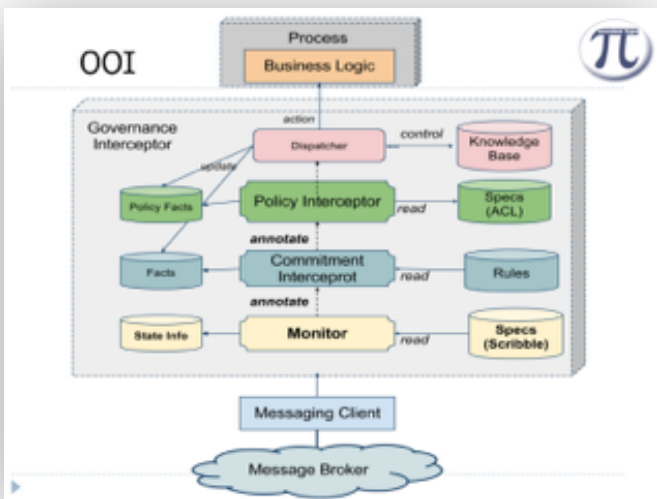 Process
OOI
Business Logic
π
action
Governance
Interceptor
Dispatcher
control
Knowledge
Base
update
Policy Facts
Policy Interceptor
read
Specs
(ACL)
annotate
Facts
Commitment
Interceprot
read
Rules
annotate
State Info
Monitor
read
Specs
(Scribble)
Messaging Client
Message Broker